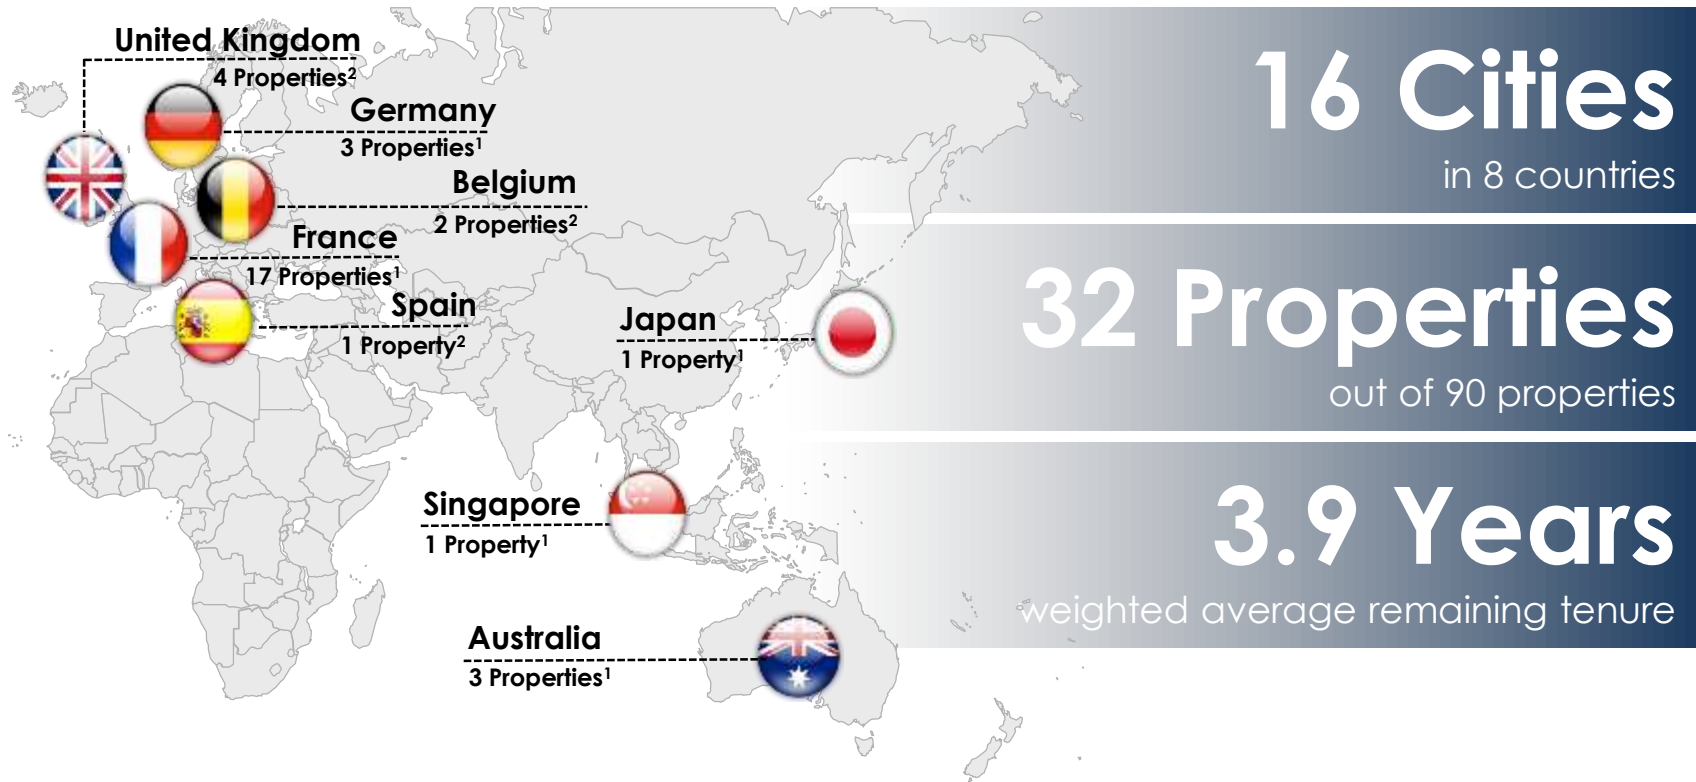 United Kingdom
4 Properties²
Germany
3 Properties¹
Belgium
2 Properties²
France
17 Properties¹
Spain
1 Property²
Japan
1 Property¹
Singapore
1 Property¹
Australia
3 Properties¹
16 Cities
in 8 countries
32 Properties
out of 90 properties
3.9 Years
weighted average remaining tenure